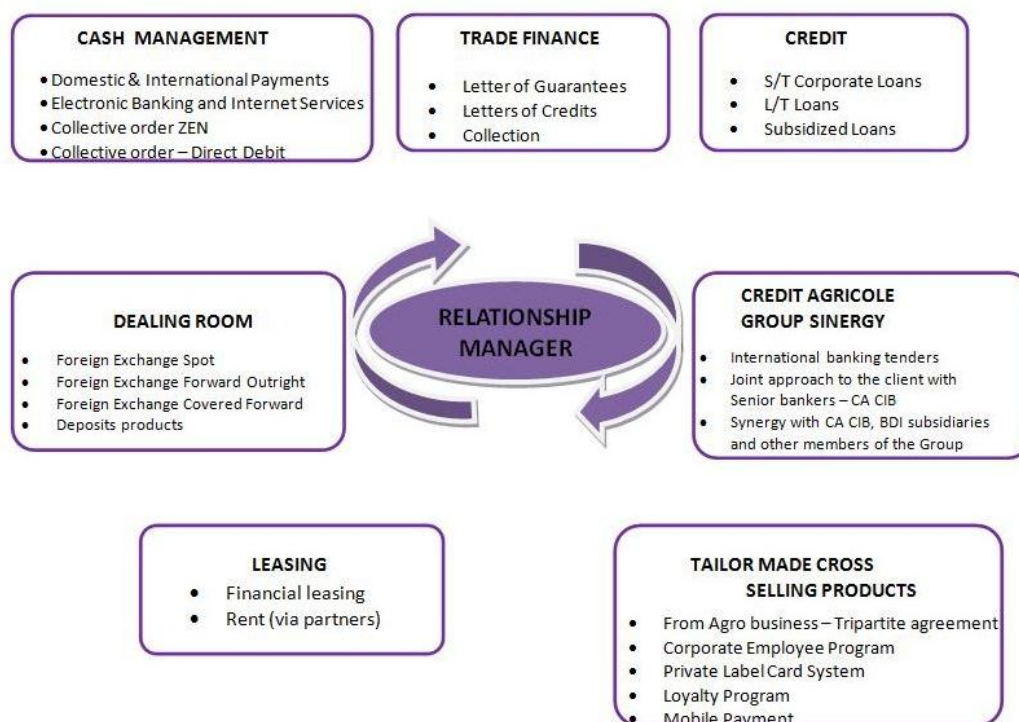 CASH MANAGEMENT
• Domestic & International Payments
• Electronic Banking and Internet Services
• Collective order ZEN
• Collective order – Direct Debit
TRADE FINANCE
• Letter of Guarantees
• Letters of Credits
• Collection
CREDIT
• S/T Corporate Loans
• L/T Loans
• Subsidized Loans
DEALING ROOM
• Foreign Exchange Spot
• Foreign Exchange Forward Outright
• Foreign Exchange Covered Forward
• Deposits products
RELATIONSHIP
MANAGER
CREDIT AGRICOLE
GROUP SINERGY
• International banking tenders
• Joint approach to the client with
Senior bankers – CA CIB
• Synergy with CA CIB, BDI subsidiaries
and other members of the Group
LEASING
• Financial leasing
• Rent (via partners)
TAILOR MADE CROSS
SELLING PRODUCTS
• From Agro business – Tripartite agreement
• Corporate Employee Program
• Private Label Card System
• Loyalty Program
• Mobile Payment